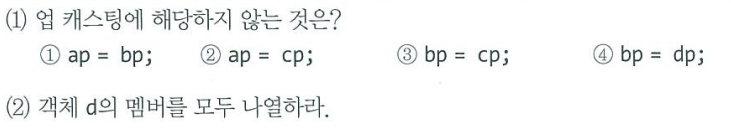 (1) 업 캐스팅에 해당하지 않는 것은?
① ap = bp; ② ap = cp; ③ bp = cp; ④ bp = dp;
(2) 객체 d의 멤버를 모두 나열하라.